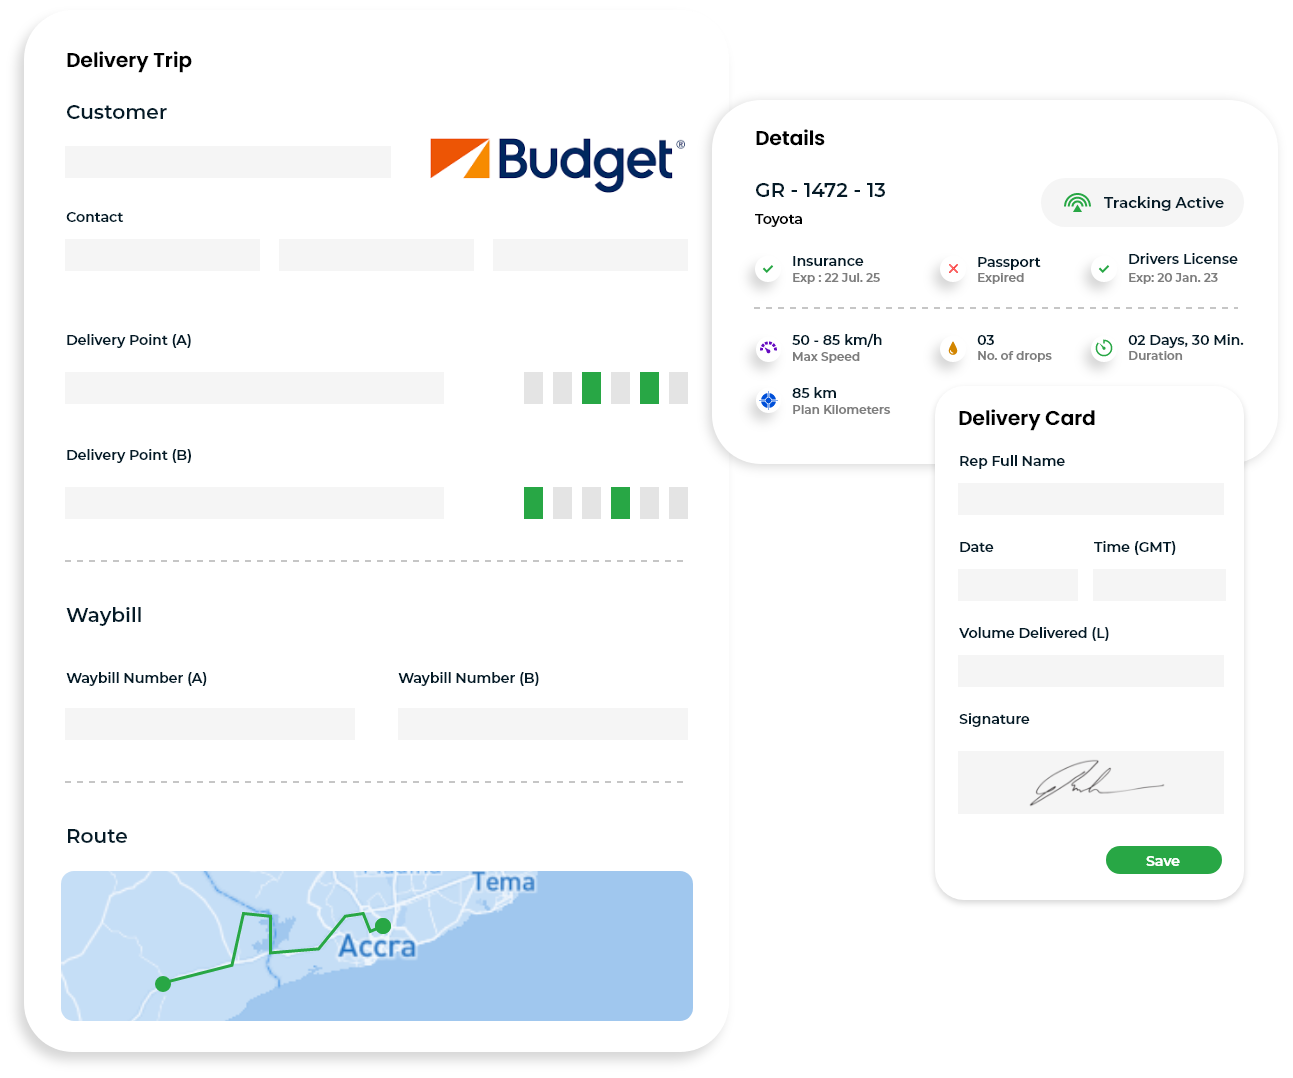 Delivery Trip
Customer
Budget®
Contact
Delivery Point (A)
Delivery Point (B)
Waybill
Waybill Number (A)
Waybill Number (B)
Route
Tema
Accra
Details
GR - 1472 - 13
Toyota
Tracking Active
Insurance
Exp : 22 Jul. 25
Passport
Expired
Drivers License
Exp: 20 Jan. 23
50 - 85 km/h
Max Speed
03
No. of drops
02 Days, 30 Min.
Duration
85 km
Plan Kilometers
Delivery Card
Rep Full Name
Date
Time (GMT)
Volume Delivered (L)
Signature
Save